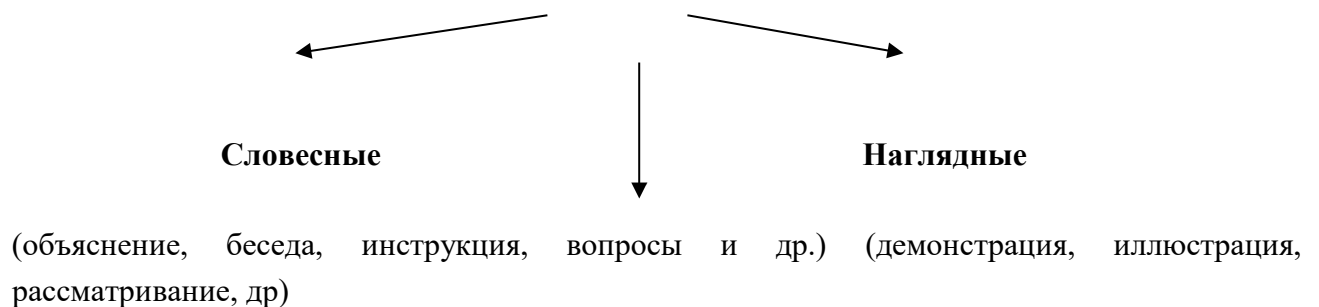 Словесные Наглядные
(объяснение, беседа, инструкция, вопросы и др.) (демонстрация, иллюстрация,
рассматривание, др)